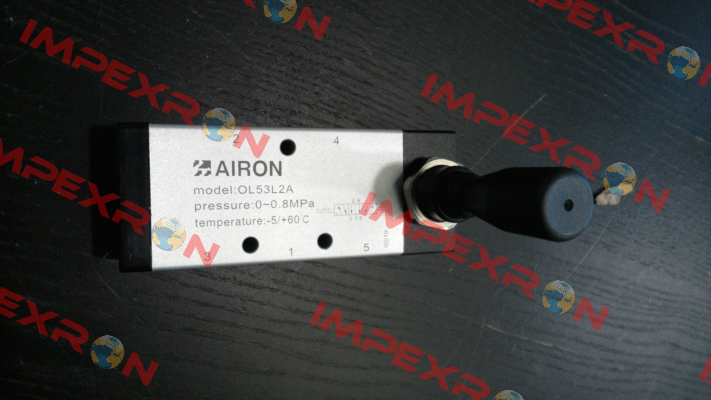 IMPEXRON
IMPEXRON
IMPEXRON
2 4
AIRON
model:OL53L2A
pressure:0~0.8MPa
temperature:-5/+60℃
3 1 5
IMPEXRON
IMPEXRON
IMPEXRON
IMPEXRON